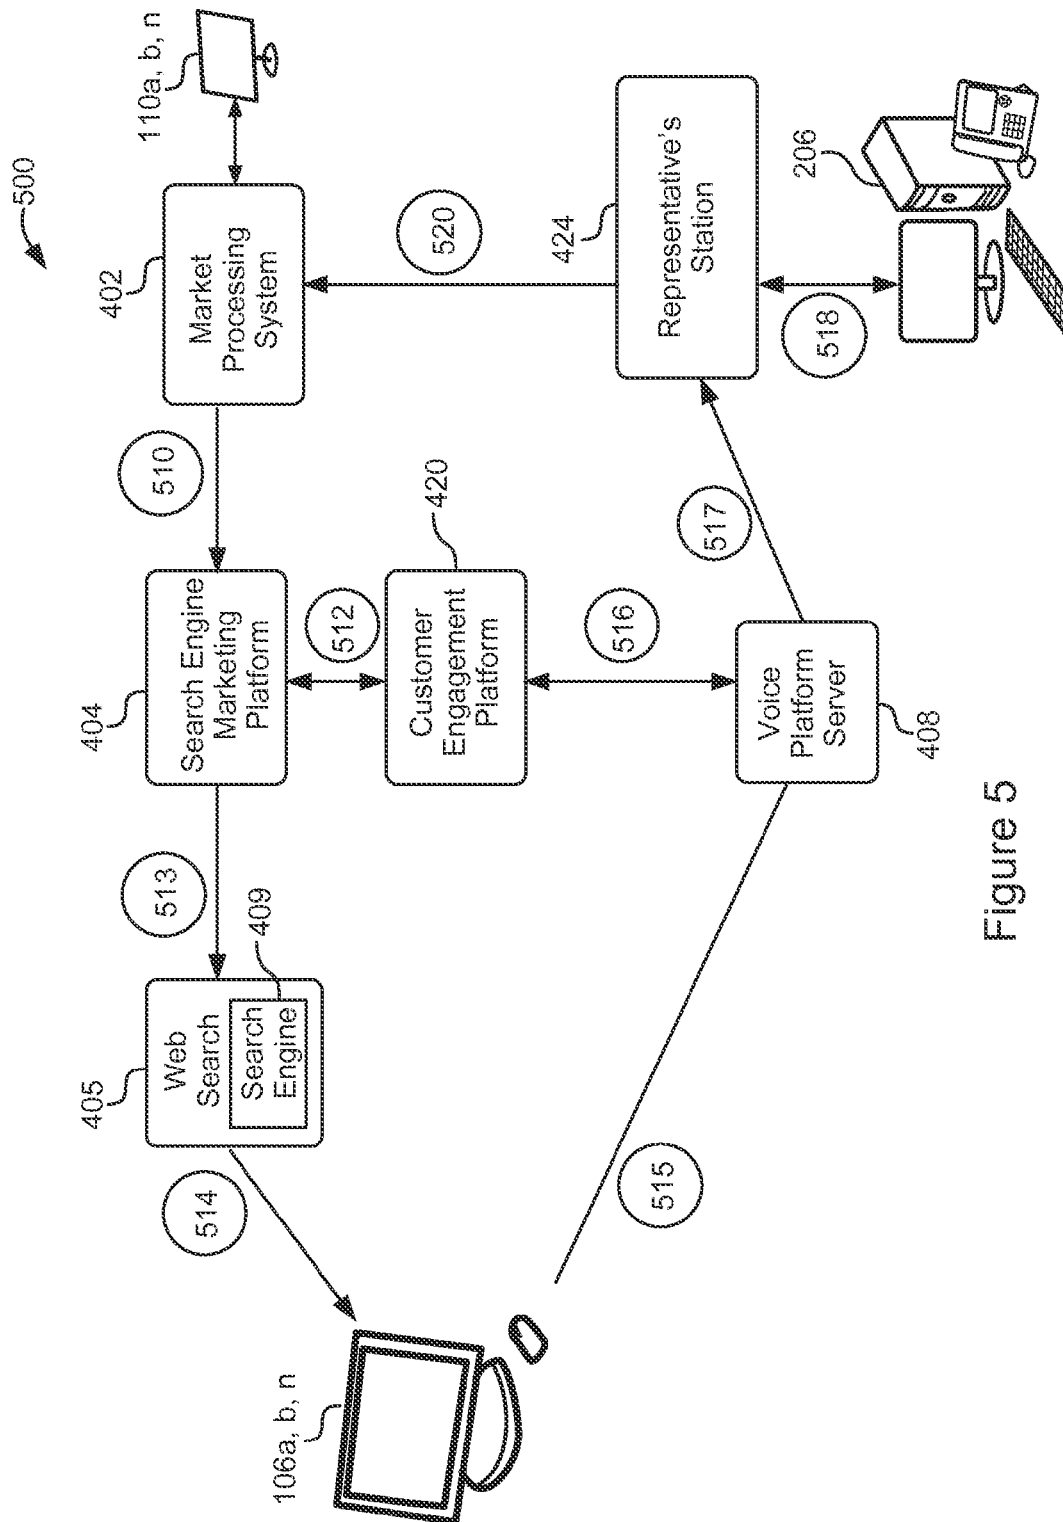 500
106a, b, n
514
405
Web
Search
Search
Engine
409
513
404
Search Engine
Marketing
Platform
510
402
Market
Processing
System
110a, b, n
512
Customer
Engagement
Platform
420
520
515
516
Voice
Platform
Server
408
517
424
Representative's
Station
518
206
Figure 5